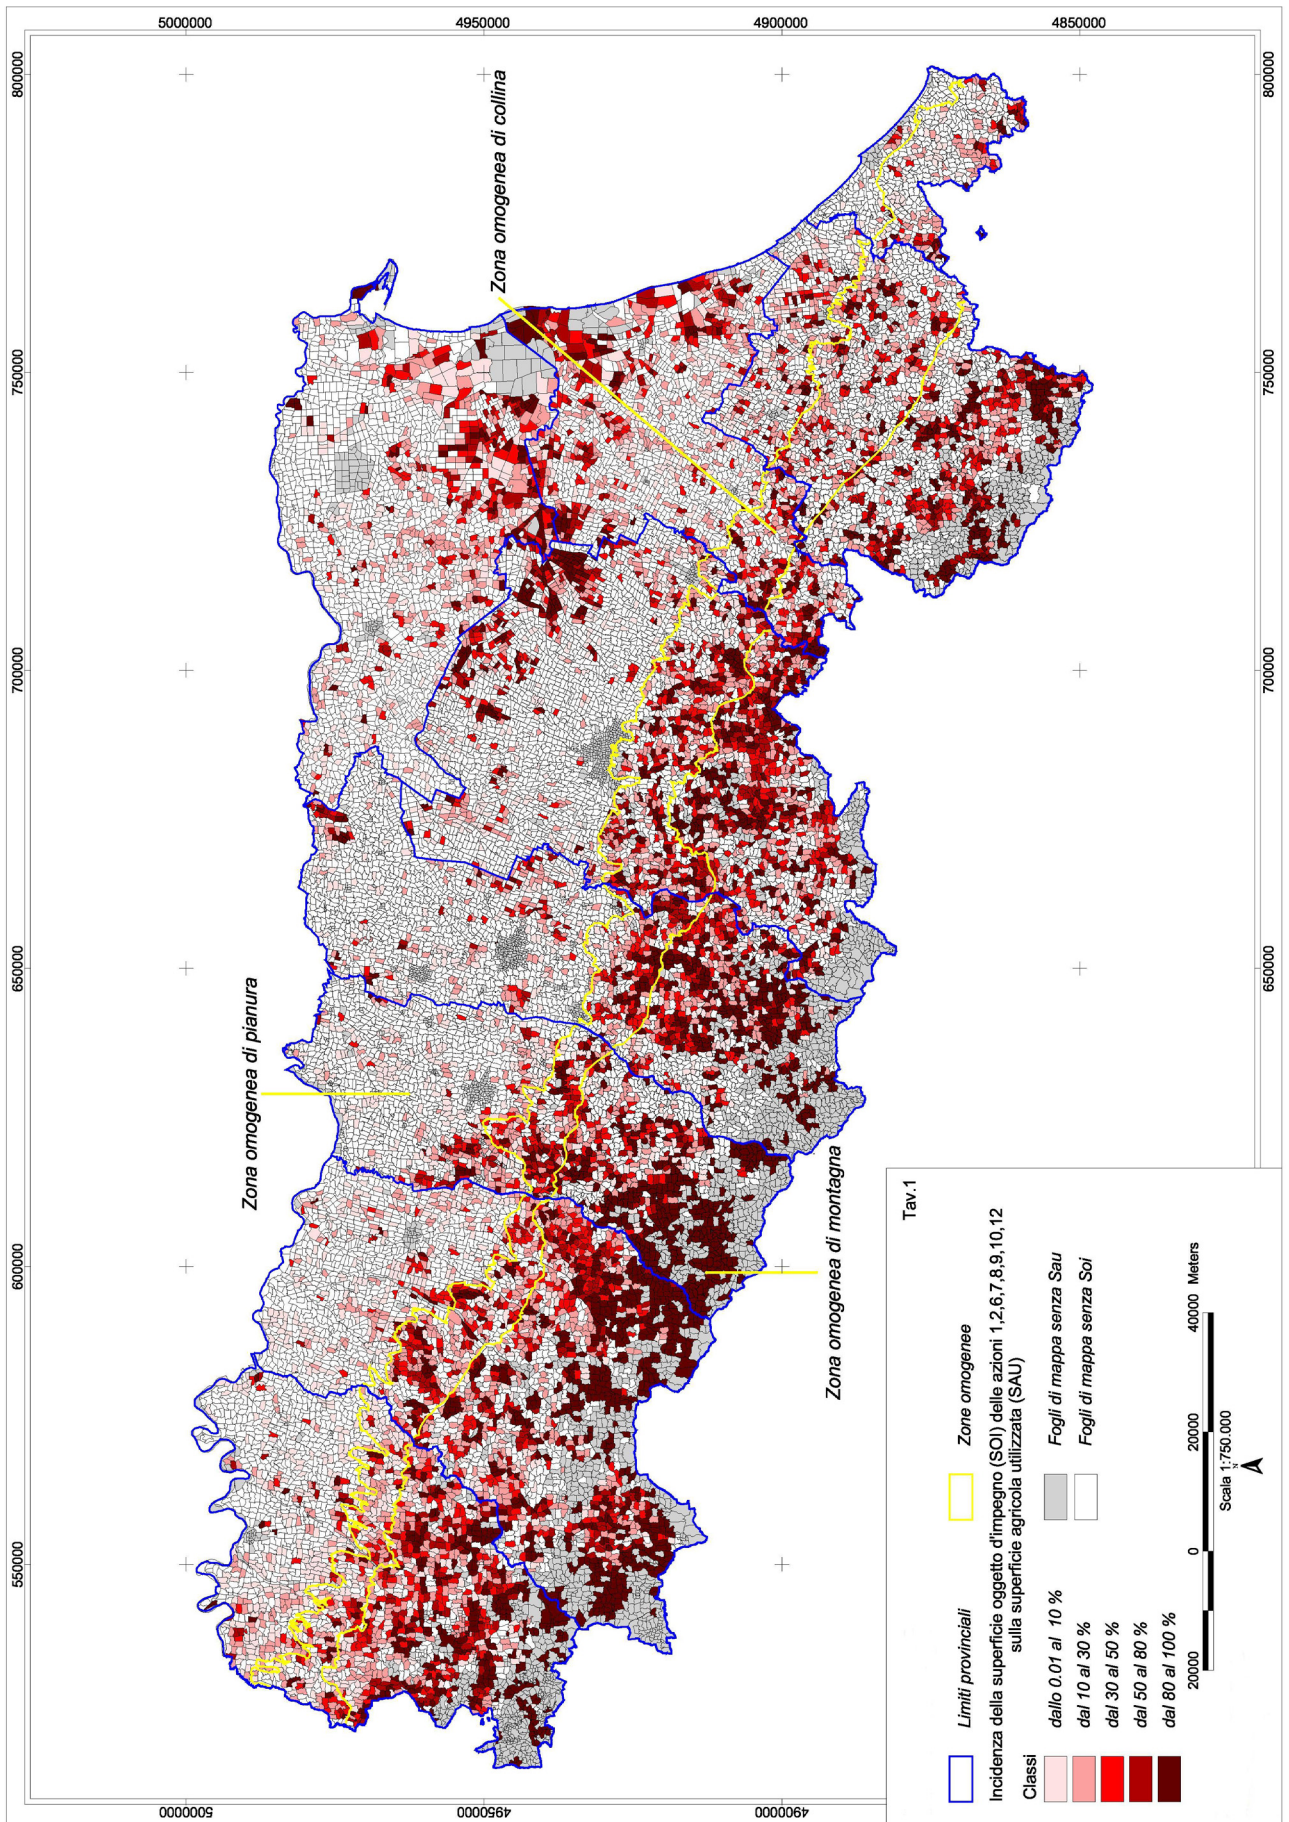 5000000
4950000
4900000
4850000
800000
750000
700000
650000
600000
550000
800000
750000
700000
650000
5000000
4950000
4900000
Zona omogenea di collina
Zona omogenea di pianura
Zona omogenea di montagna
Tav.1
Limiti provinciali
Zone omogenee
Incidenza della superficie oggetto d'impegno (SOI) delle azioni 1,2,6,7,8,9,10,12
sulla superficie agricola utilizzata (SAU)
Classi
dallo 0.01 al 10 %
dal 10 al 30 %
dal 30 al 50 %
dal 50 al 80 %
dal 80 al 100 %
Fogli di mappa senza Sau
Fogli di mappa senza Soi
20000 0 20000 40000 Meters
Scala 1:750.000
N